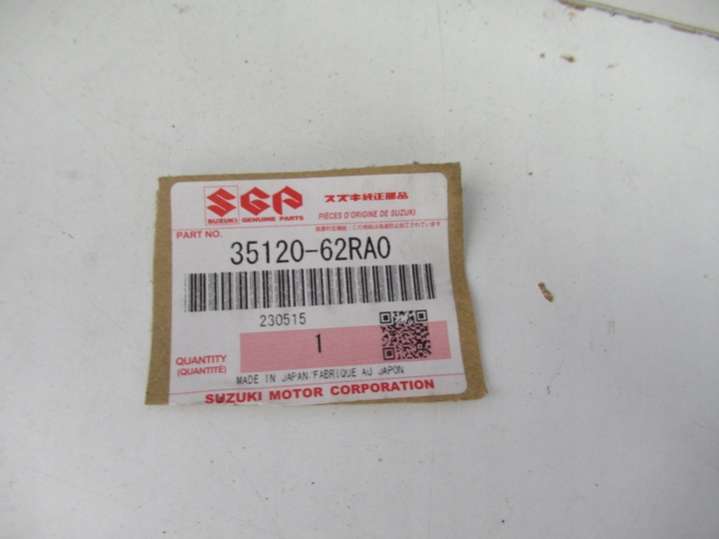 SGP
SUZUKI GENUINE PARTS
スズキ純正部品
PIÈCES D'ORIGINE DE SUZUKI
PART NO.
35120-62RA0
230515
1
QUANTITY
(QUANTITÉ)
MADE IN JAPAN/FABRIQUE AU JAPON
SUZUKI MOTOR CORPORATION